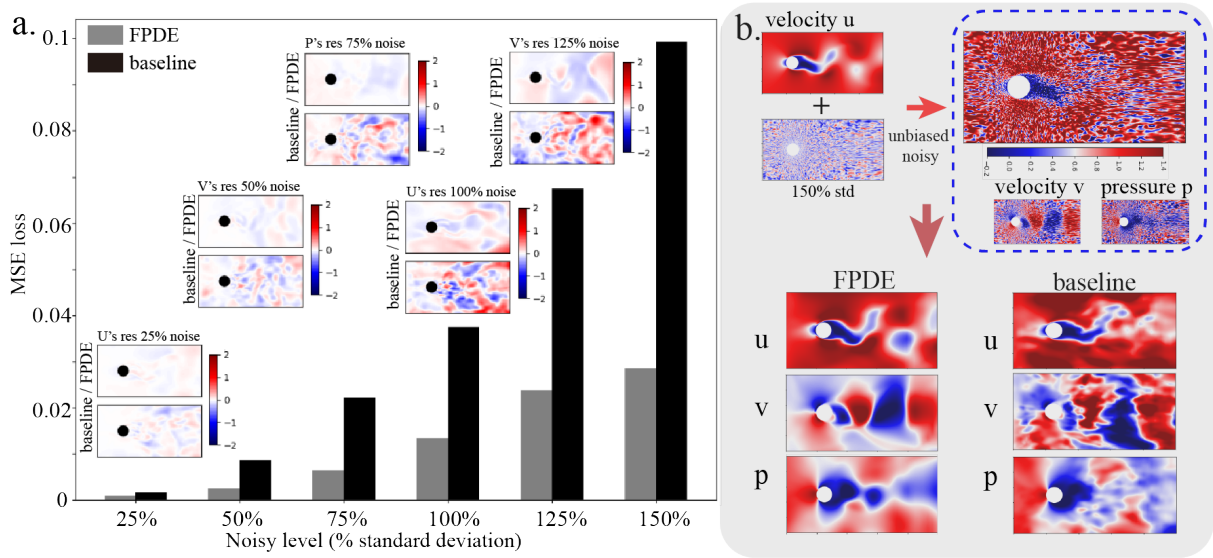 a.
FPDE
baseline
MSE loss
0.1
0.08
0.06
0.04
0.02
0
25%
50%
75%
100%
125%
150%
Noisy level (% standard deviation)
P's res 75% noise
baseline / FPDE
2
1
0
−1
−2
V's res 125% noise
baseline / FPDE
2
1
0
−1
−2
V's res 50% noise
baseline / FPDE
2
1
0
−1
−2
U's res 100% noise
baseline / FPDE
2
1
0
−1
−2
U's res 25% noise
baseline / FPDE
2
1
0
−1
−2
b.
velocity u
+
150% std
unbiased
noisy
−0.2
0.0
0.2
0.4
0.6
0.8
1.0
1.2
1.4
velocity v
pressure p
FPDE
baseline
u
u
v
v
p
p